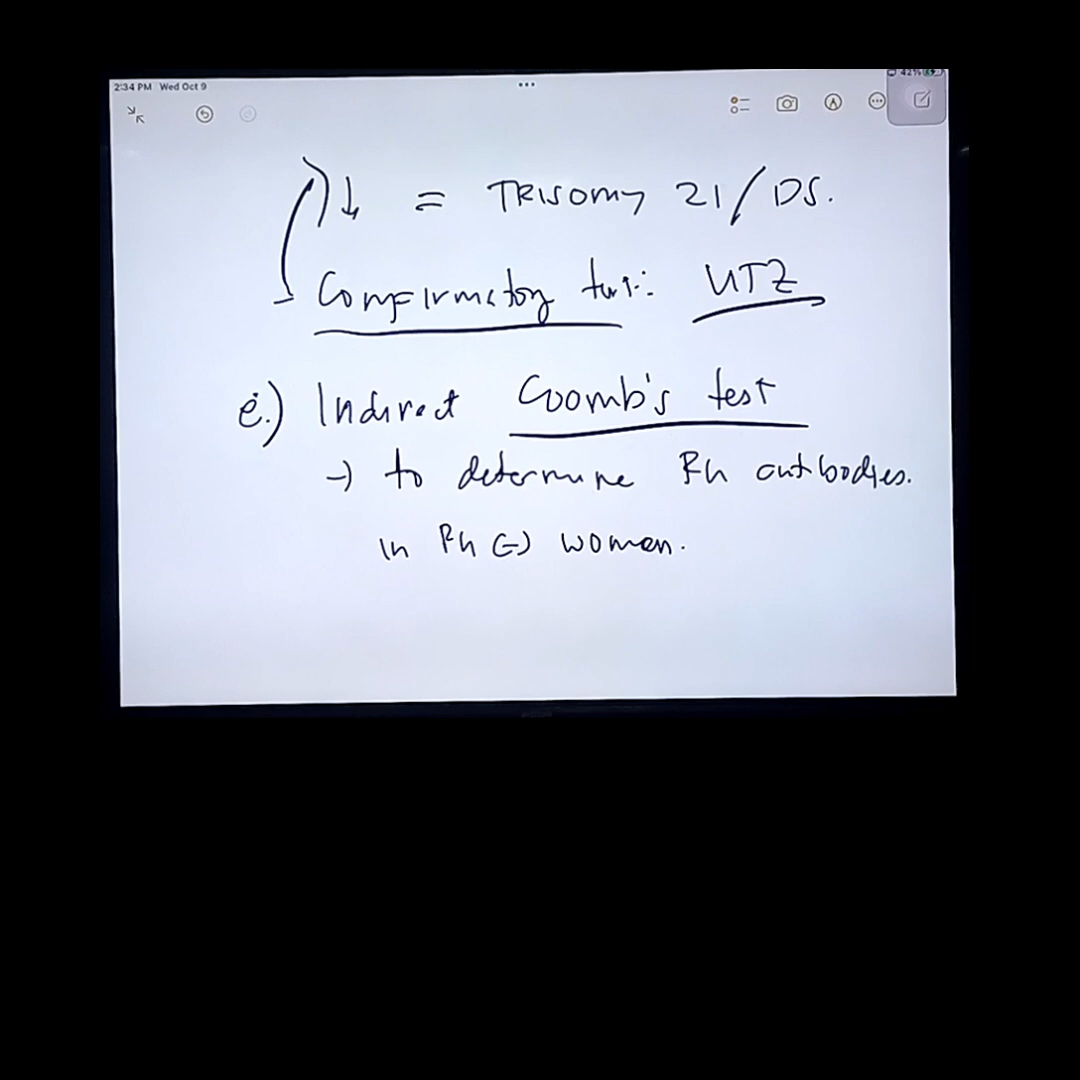 2:34 PM Wed Oct 9
42%
↓ = TRISOMY 21/DS.
Confirmatory test: UTZ
e.) Indirect Coomb's test
→ to determine Rh antibodies.
in Rh (-) women.